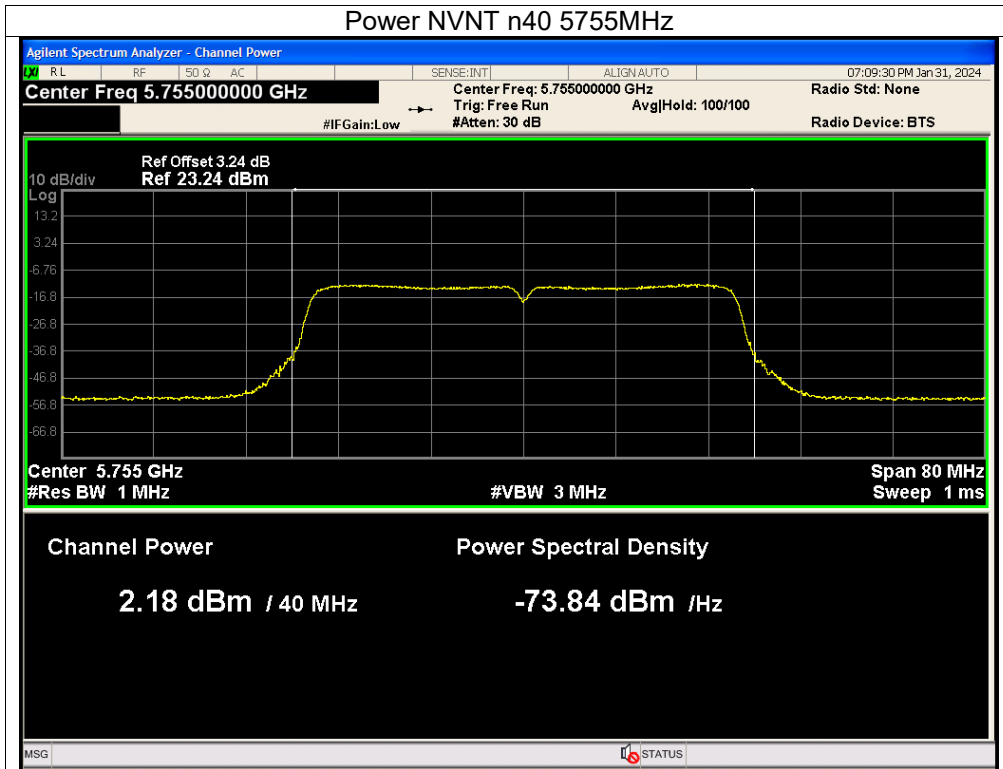 Power NVNT n40 5755MHz
Agilent Spectrum Analyzer - Channel Power
LXI RL RF 50 Ω AC SENSE:INT ALIGN AUTO 07:09:30 PM Jan 31, 2024
Center Freq 5.755000000 GHz Center Freq: 5.755000000 GHz Radio Std: None
Trig: Free Run Avg|Hold: 100/100
#IFGain:Low #Atten: 30 dB Radio Device: BTS
Ref Offset 3.24 dB
10 dB/div Ref 23.24 dBm
Log
13.2
3.24
-6.76
-16.8
-26.8
-36.8
-46.8
-56.8
-66.8
Center 5.755 GHz Span 80 MHz
#Res BW 1 MHz #VBW 3 MHz Sweep 1 ms
Channel Power Power Spectral Density
2.18 dBm / 40 MHz -73.84 dBm /Hz
MSG STATUS